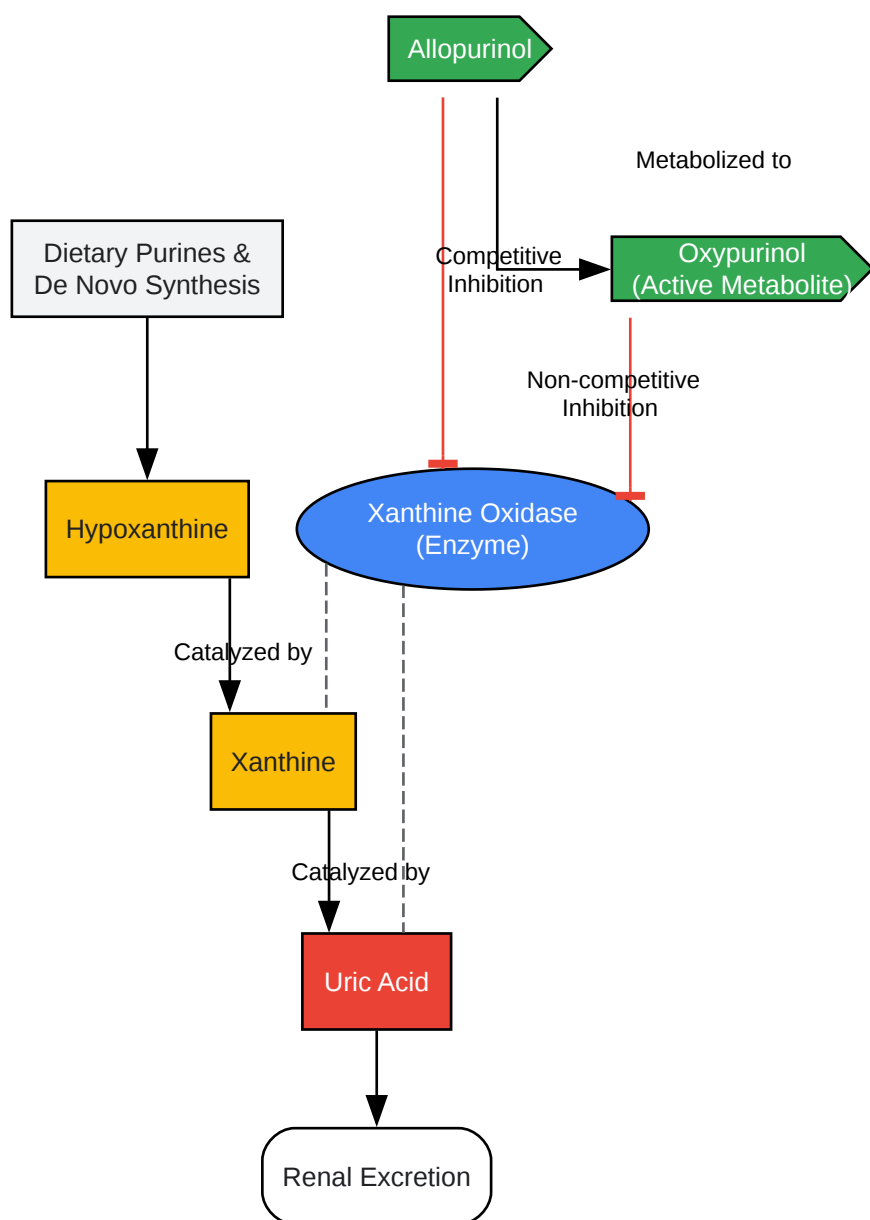 Allopurinol
Metabolized to
Dietary Purines &
De Novo Synthesis
Competitive
Inhibition
Oxypurinol
(Active Metabolite)
Non-competitive
Inhibition
Hypoxanthine
Xanthine Oxidase
(Enzyme)
Catalyzed by
Xanthine
Catalyzed by
Uric Acid
Renal Excretion